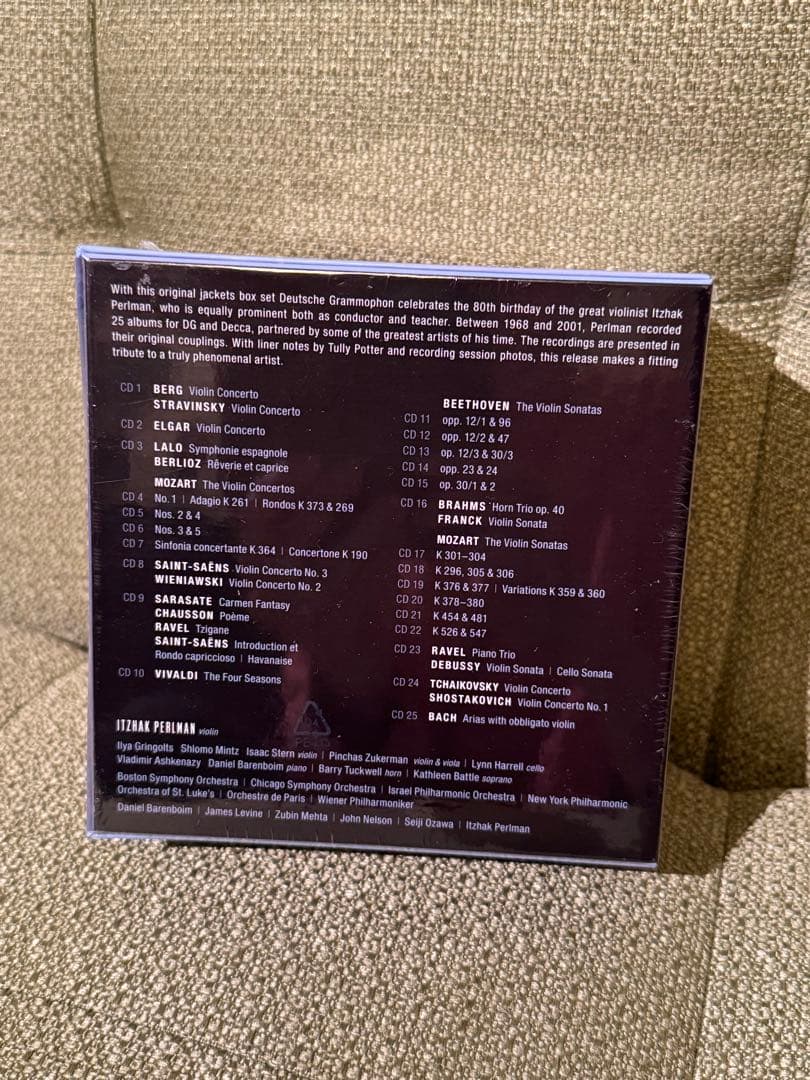 With this original jackets box set Deutsche Grammophon celebrates the 80th birthday of the great violinist Itzhak
Perlman, who is equally prominent both as conductor and teacher. Between 1968 and 2001, Perlman recorded
25 albums for DG and Decca, partnered by some of the greatest artists of his time. The recordings are presented in
their original couplings. With liner notes by Tully Potter and recording session photos, this release makes a fitting
tribute to a truly phenomenal artist.
CD 1 BERG Violin Concerto
STRAVINSKY Violin Concerto
CD 2 ELGAR Violin Concerto
CD 3 LALO Symphonie espagnole
BERLIOZ Rêverie et caprice
MOZART The Violin Concertos
CD 4 No. 1 | Adagio K 261 | Rondos K 373 & 269
CD 5 Nos. 2 & 4
CD 6 Nos. 3 & 5
CD 7 Sinfonia concertante K 364 | Concertone K 190
CD 8 SAINT-SAËNS Violin Concerto No. 3
WIENIAWSKI Violin Concerto No. 2
CD 9 SARASATE Carmen Fantasy
CHAUSSON Poème
RAVEL Tzigane
SAINT-SAËNS Introduction et
Rondo capriccioso | Havanaise
CD 10 VIVALDI The Four Seasons
BEETHOVEN The Violin Sonatas
CD 11 opp. 12/1 & 96
CD 12 opp. 12/2 & 47
CD 13 op. 12/3 & 30/3
CD 14 opp. 23 & 24
CD 15 op. 30/1 & 2
CD 16 BRAHMS Horn Trio op. 40
FRANCK Violin Sonata
MOZART The Violin Sonatas
CD 17 K 301–304
CD 18 K 296, 305 & 306
CD 19 K 376 & 377 | Variations K 359 & 360
CD 20 K 378–380
CD 21 K 454 & 481
CD 22 K 526 & 547
CD 23 RAVEL Piano Trio
DEBUSSY Violin Sonata | Cello Sonata
CD 24 TCHAIKOVSKY Violin Concerto
SHOSTAKOVICH Violin Concerto No. 1
CD 25 BACH Arias with obbligato violin
ITZHAK PERLMAN violin
Ilya Gringolts Shlomo Mintz Isaac Stern violin | Pinchas Zukerman violin & viola | Lynn Harrell cello
Vladimir Ashkenazy Daniel Barenboim piano | Barry Tuckwell horn | Kathleen Battle soprano
Boston Symphony Orchestra | Chicago Symphony Orchestra | Israel Philharmonic Orchestra | New York Philharmonic
Orchestra of St. Luke's | Orchestre de Paris | Wiener Philharmoniker
Daniel Barenboim | James Levine | Zubin Mehta | John Nelson | Seiji Ozawa | Itzhak Perlman